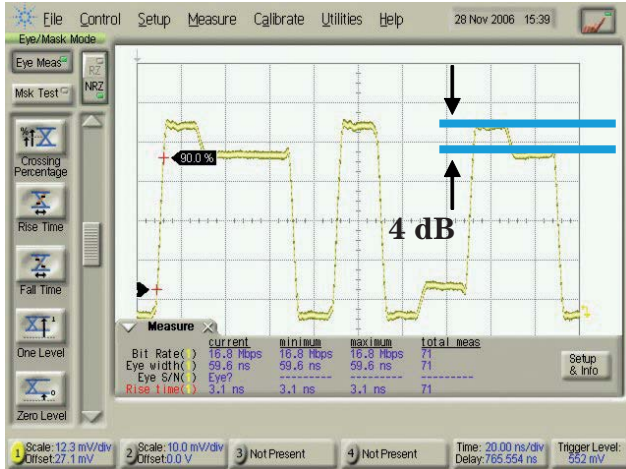 File Control Setup Measure Calibrate Utilities Help 28 Nov 2006 15:39
Eye/Mask Mode
Eye Meas
RZ
NRZ
Msk Test
Crossing
Percentage
Rise Time
Fall Time
One Level
Zero Level
90.0 %
4 dB
Measure
current minimum maximum total meas
Bit Rate(1) 16.8 Mbps 16.8 Mbps 16.8 Mbps 71
Eye width(1) 59.6 ns 59.6 ns 59.6 ns 71
Eye S/N(1) Eye? --------- --------- 71
Rise time(1) 3.1 ns 3.1 ns 3.1 ns 71
Setup
& Info
1 Scale:12.3 mV/div
Offset:27.1 mV
2 Scale:10.0 mV/div
Offset:0.0 V
3 Not Present
4 Not Present
Time: 20.00 ns/div
Delay:765.554 ns
Trigger Level:
552 mV